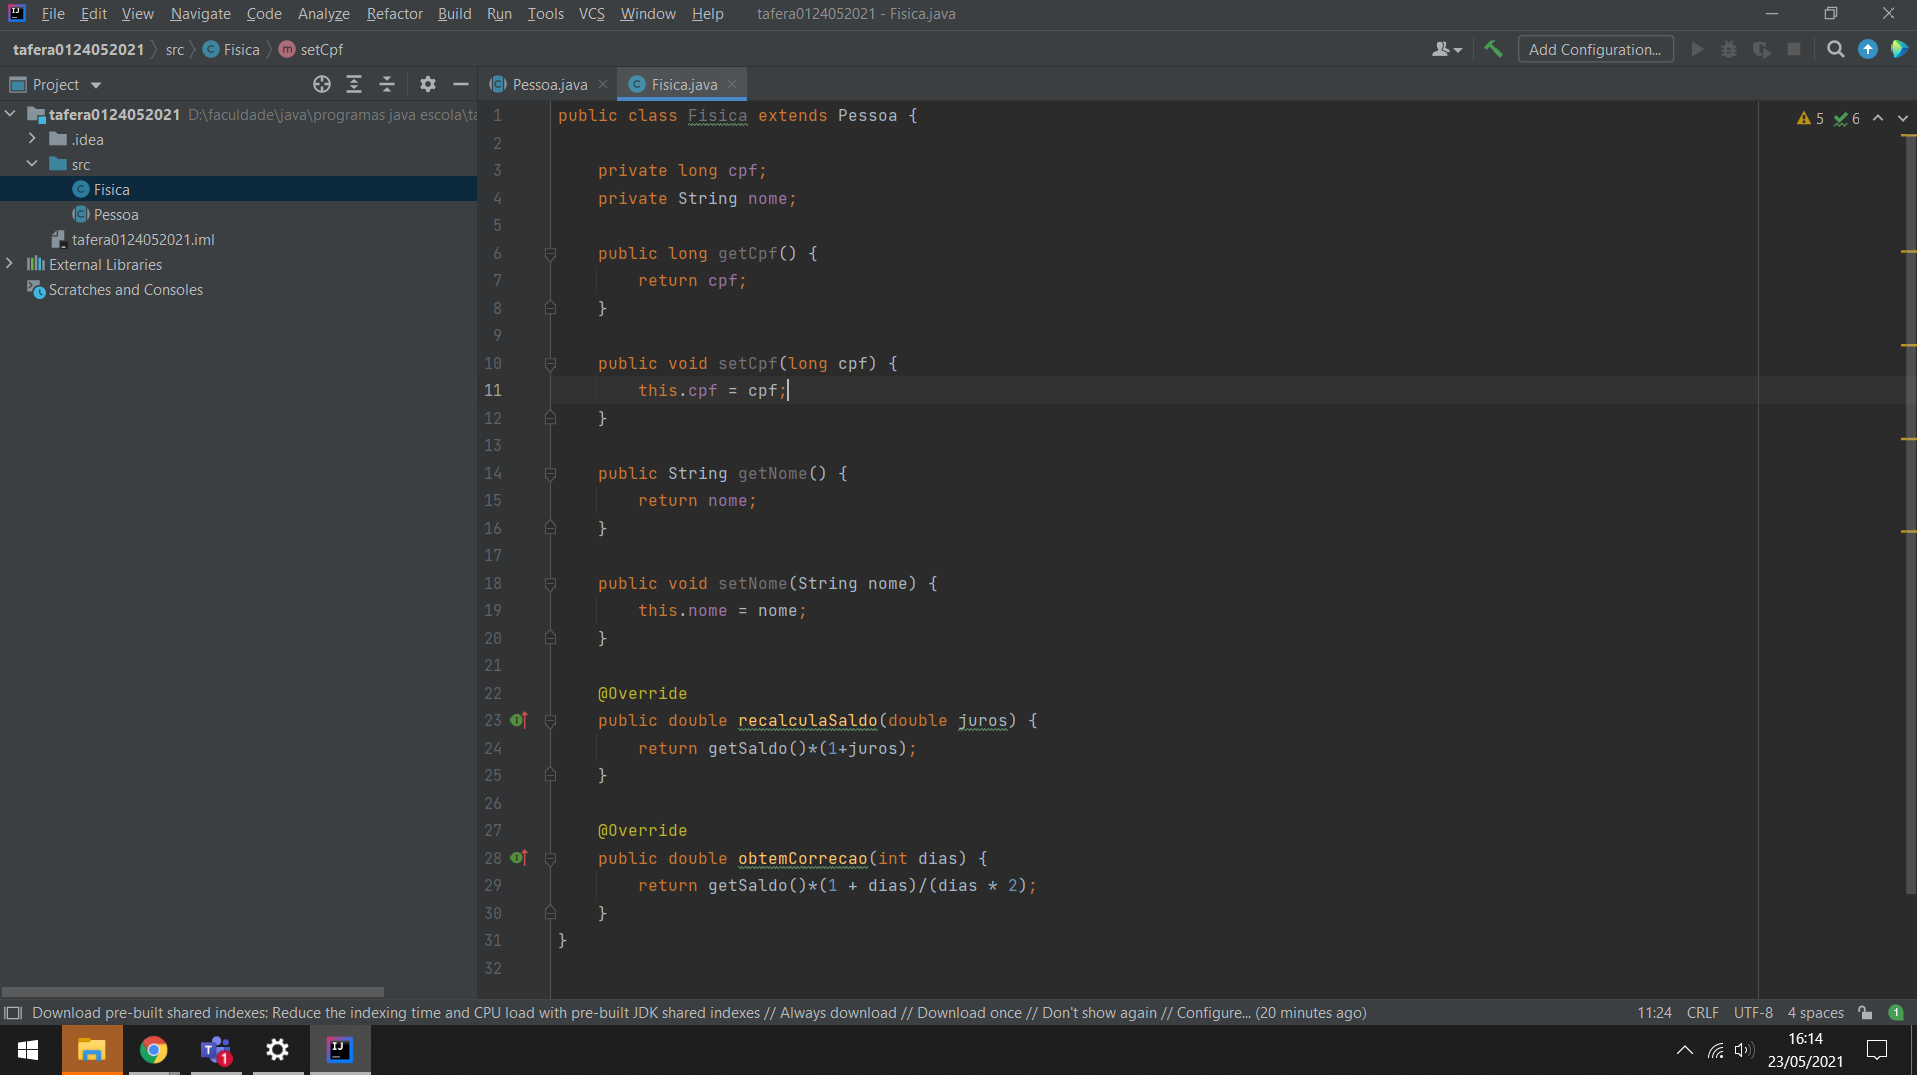 File Edit View Navigate Code Analyze Refactor Build Run Tools VCS Window Help tafera0124052021 - Fisica.java
tafera0124052021 src Fisica setCpf Add Configuration...
Project Pessoa.java Fisica.java
tafera0124052021 D:\faculdade\java\programas java escola\ta
.idea
src
Fisica
Pessoa
tafera0124052021.iml
External Libraries
Scratches and Consoles
5 6
1 public class Fisica extends Pessoa {
2
3 private long cpf;
4 private String nome;
5
6 public long getCpf() {
7 return cpf;
8 }
9
10 public void setCpf(long cpf) {
11 this.cpf = cpf;
12 }
13
14 public String getNome() {
15 return nome;
16 }
17
18 public void setNome(String nome) {
19 this.nome = nome;
20 }
21
22 @Override
23 public double recalculaSaldo(double juros) {
24 return getSaldo()*(1+juros);
25 }
26
27 @Override
28 public double obtemCorrecao(int dias) {
29 return getSaldo()*(1 + dias)/(dias * 2);
30 }
31 }
32
Download pre-built shared indexes: Reduce the indexing time and CPU load with pre-built JDK shared indexes // Always download // Download once // Don't show again // Configure... (20 minutes ago) 11:24 CRLF UTF-8 4 spaces 1
16:14
23/05/2021